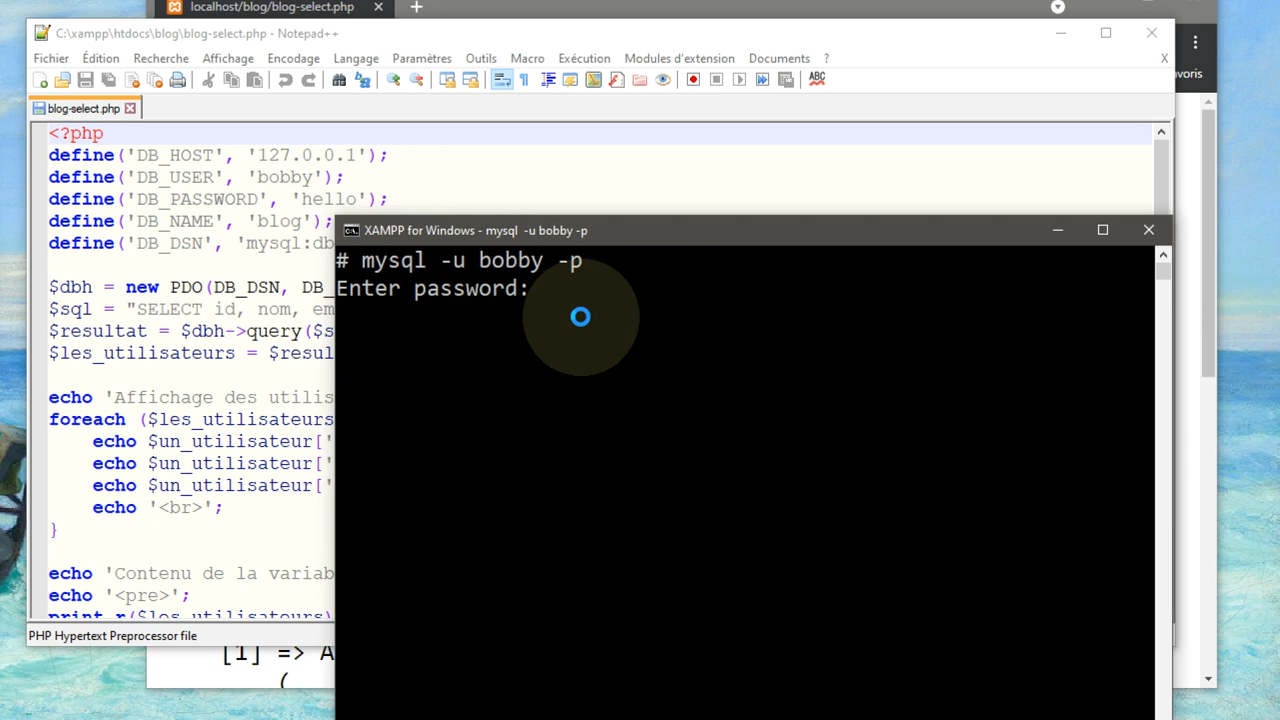 localhost/blog/blog-select.php
C:\xampp\htdocs\blog\blog-select.php - Notepad++
Fichier Édition Recherche Affichage Encodage Langage Paramètres Outils Macro Exécution Modules d'extension Documents ? X
avoris
blog-select.php
<?php
define('DB_HOST', '127.0.0.1');
define('DB_USER', 'bobby');
define('DB_PASSWORD', 'hello');
define('DB_NAME', 'blog');
define('DB_DSN', 'mysql:db
$dbh = new PDO(DB_DSN, DB_
$sql = "SELECT id, nom, em
$resultat = $dbh->query($s
$les_utilisateurs = $resul
echo 'Affichage des utilis
foreach ($les_utilisateurs
echo $un_utilisateur['
echo $un_utilisateur['
echo $un_utilisateur['
echo '<br>';
}
echo 'Contenu de la variab
echo '<pre>';
print_r($les_utilisateurs)
PHP Hypertext Preprocessor file
XAMPP for Windows - mysql -u bobby -p
# mysql -u bobby -p
Enter password:
[1] => A
(